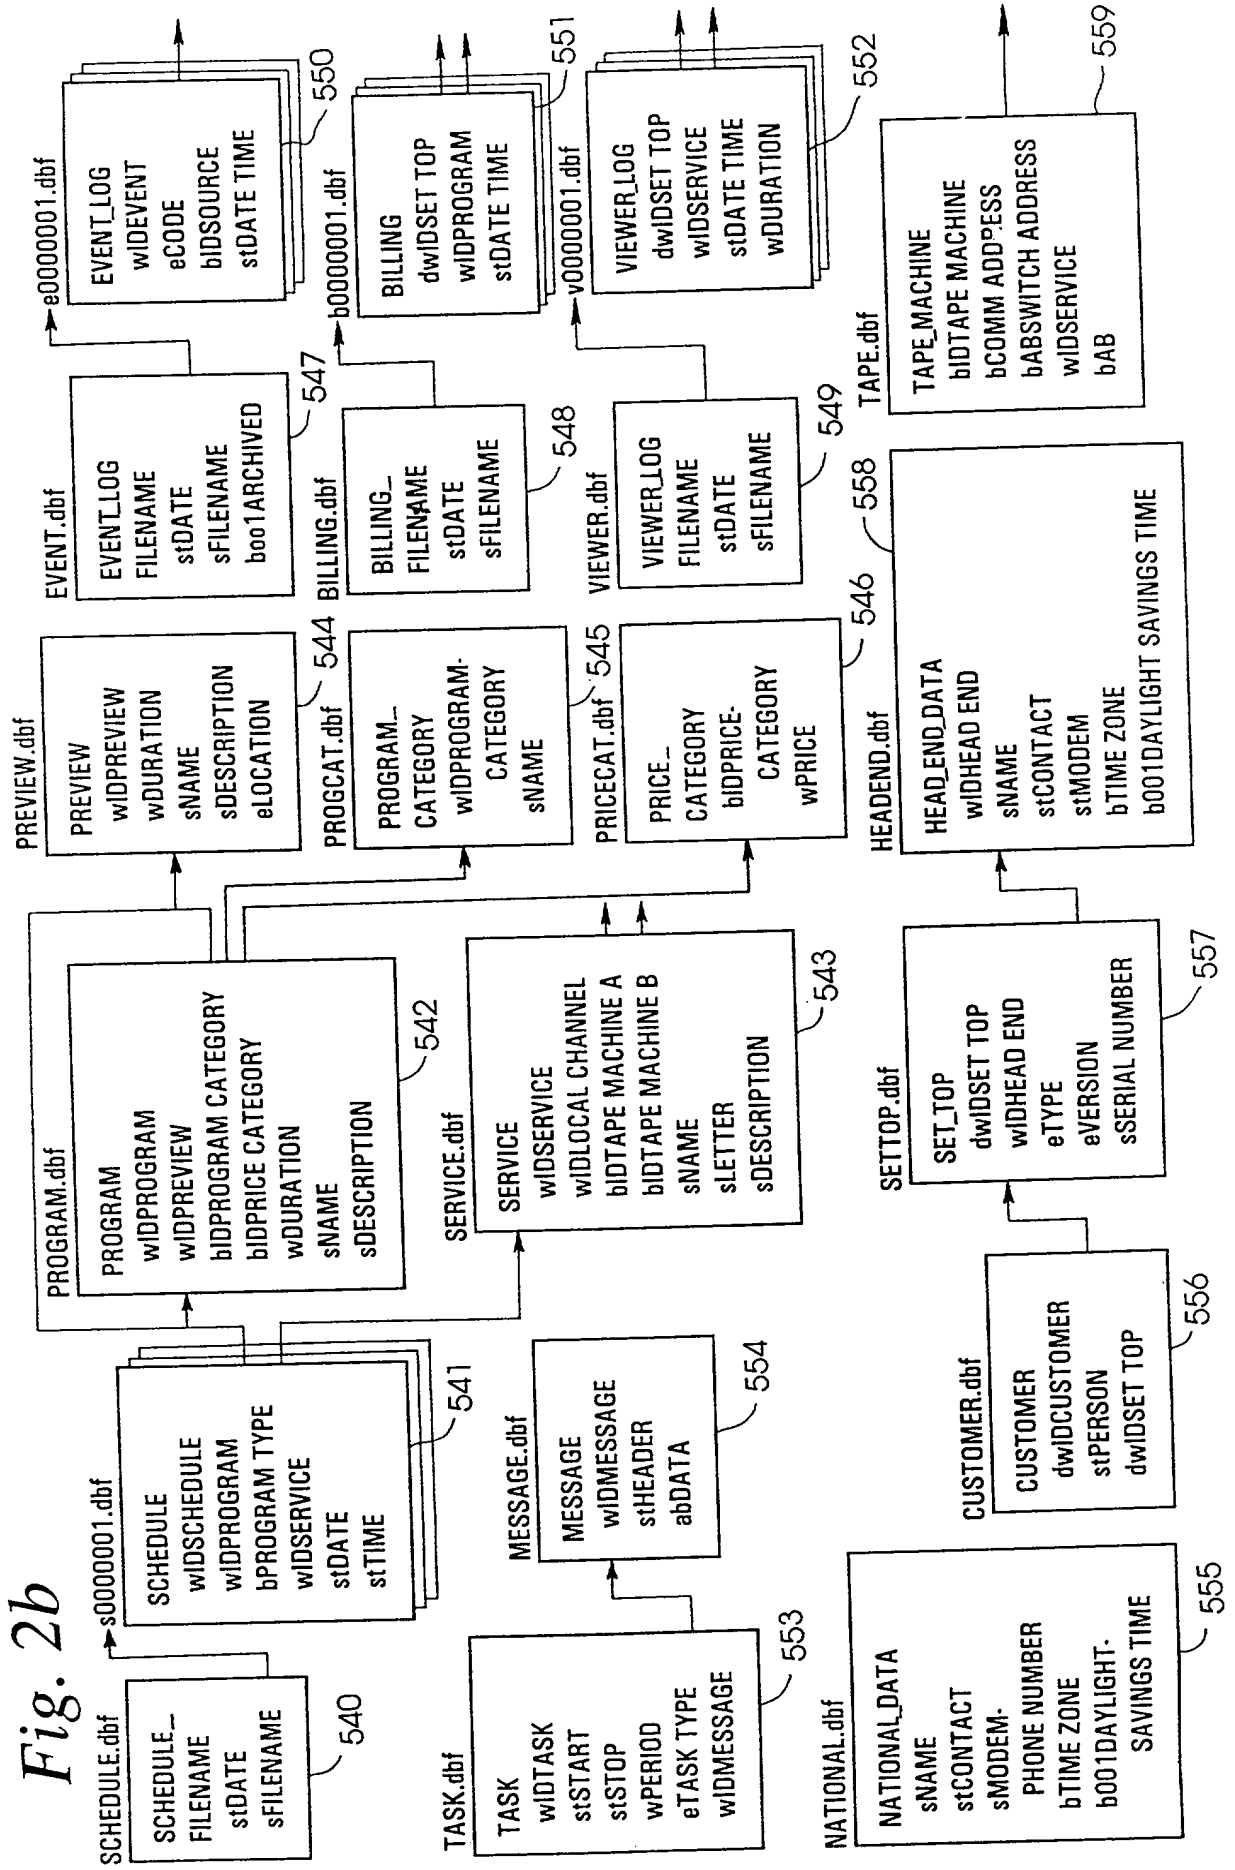 Fig. 2b
SCHEDULE.dbf
SCHEDULE_
FILENAME
stDATE
sFILENAME
540
s0000001.dbf
SCHEDULE
wIDSCHEDULE
wIDPROGRAM
bPROGRAM TYPE
wIDSERVICE
stDATE
stTIME
541
PROGRAM.dbf
PROGRAM
wIDPROGRAM
wIDPREVIEW
bIDPROGRAM CATEGORY
bIDPRICE CATEGORY
wDURATION
sNAME
sDESCRIPTION
542
SERVICE.dbf
SERVICE
wIDSERVICE
wIDLOCAL CHANNEL
bIDTAPE MACHINE A
bIDTAPE MACHINE B
sNAME
sLETTER
sDESCRIPTION
543
PREVIEW.dbf
PREVIEW
wIDPREVIEW
wDURATION
sNAME
sDESCRIPTION
eLOCATION
544
PROGCAT.dbf
PROGRAM_
CATEGORY
wIDPROGRAM-
CATEGORY
sNAME
545
PRICECAT.dbf
PRICE_
CATEGORY
bIDPRICE-
CATEGORY
wPRICE
546
EVENT.dbf
EVENT_LOG
FILENAME
stDATE
sFILENAME
boo1ARCHIVED
547
e0000001.dbf
EVENT_LOG
wIDEVENT
eCODE
bIDSOURCE
stDATE TIME
550
BILLING.dbf
BILLING_
FILENAME
stDATE
sFILENAME
548
b0000001.dbf
BILLING
dwIDSET TOP
wIDPROGRAM
stDATE TIME
551
VIEWER.dbf
VIEWER_LOG
FILENAME
stDATE
sFILENAME
549
v0000001.dbf
VIEWER_LOG
dwIDSET TOP
wIDSERVICE
stDATE TIME
wDURATION
552
TASK.dbf
TASK
wIDTASK
stSTART
stSTOP
wPERIOD
eTASK TYPE
wIDMESSAGE
553
MESSAGE.dbf
MESSAGE
wIDMESSAGE
stHEADER
abDATA
554
NATIONAL.dbf
NATIONAL_DATA
sNAME
stCONTACT
sMODEM-
PHONE NUMBER
bTIME ZONE
b001DAYLIGHT-
SAVINGS TIME
555
CUSTOMER.dbf
CUSTOMER
dwIDCUSTOMER
stPERSON
dwIDSET TOP
556
SETTOP.dbf
SET_TOP
dwIDSET TOP
wIDHEAD END
eTYPE
eVERSION
sSERIAL NUMBER
557
HEADEND.dbf
HEAD_END_DATA
wIDHEAD END
sNAME
stCONTACT
stMODEM
bTIME ZONE
b001DAYLIGHT SAVINGS TIME
558
TAPE.dbf
TAPE_MACHINE
bIDTAPE MACHINE
bCOMM ADDRESS
bABSWITCH ADDRESS
wIDSERVICE
bAB
559